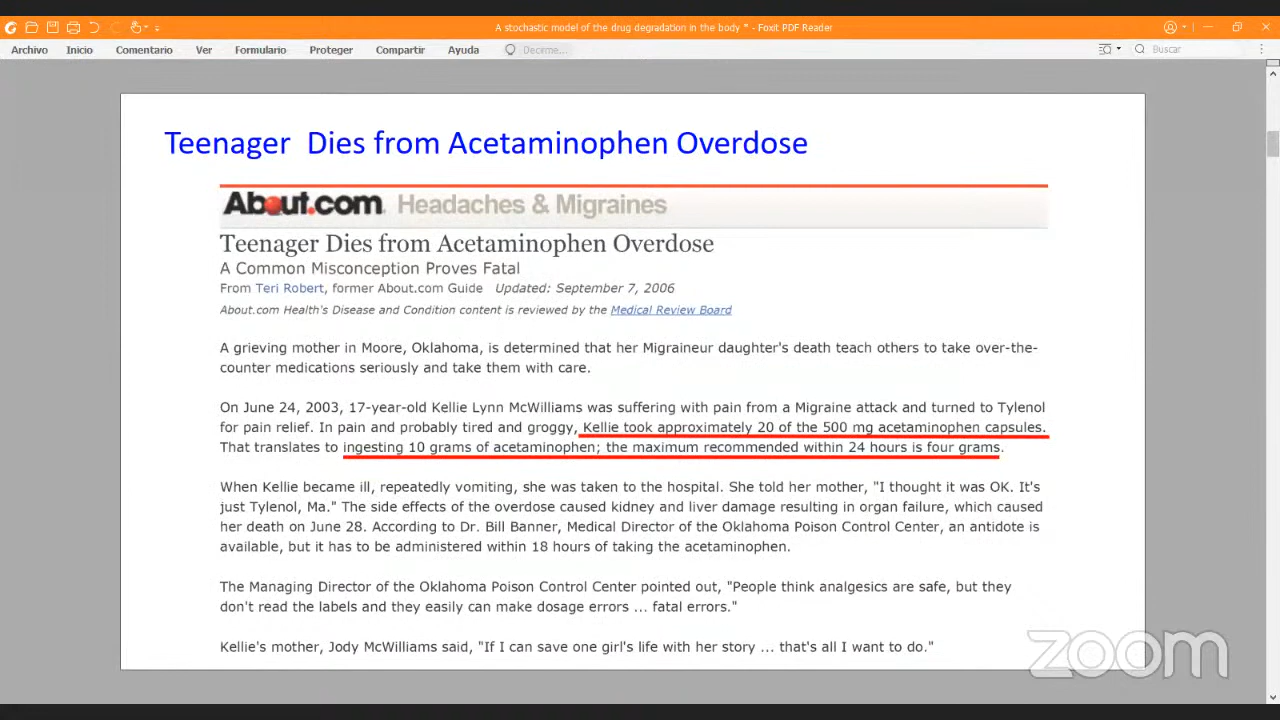 A stochastic model of the drug degradation in the body * - Foxit PDF Reader
Archivo Inicio Comentario Ver Formulario Proteger Compartir Ayuda Decirme... Buscar
Teenager Dies from Acetaminophen Overdose
About.com Headaches & Migraines
Teenager Dies from Acetaminophen Overdose
A Common Misconception Proves Fatal
From Teri Robert, former About.com Guide Updated: September 7, 2006
About.com Health's Disease and Condition content is reviewed by the Medical Review Board
A grieving mother in Moore, Oklahoma, is determined that her Migraineur daughter's death teach others to take over-the-
counter medications seriously and take them with care.
On June 24, 2003, 17-year-old Kellie Lynn McWilliams was suffering with pain from a Migraine attack and turned to Tylenol
for pain relief. In pain and probably tired and groggy, Kellie took approximately 20 of the 500 mg acetaminophen capsules.
That translates to ingesting 10 grams of acetaminophen; the maximum recommended within 24 hours is four grams.
When Kellie became ill, repeatedly vomiting, she was taken to the hospital. She told her mother, "I thought it was OK. It's
just Tylenol, Ma." The side effects of the overdose caused kidney and liver damage resulting in organ failure, which caused
her death on June 28. According to Dr. Bill Banner, Medical Director of the Oklahoma Poison Control Center, an antidote is
available, but it has to be administered within 18 hours of taking the acetaminophen.
The Managing Director of the Oklahoma Poison Control Center pointed out, "People think analgesics are safe, but they
don't read the labels and they easily can make dosage errors ... fatal errors."
Kellie's mother, Jody McWilliams said, "If I can save one girl's life with her story ... that's all I want to do."
zoom